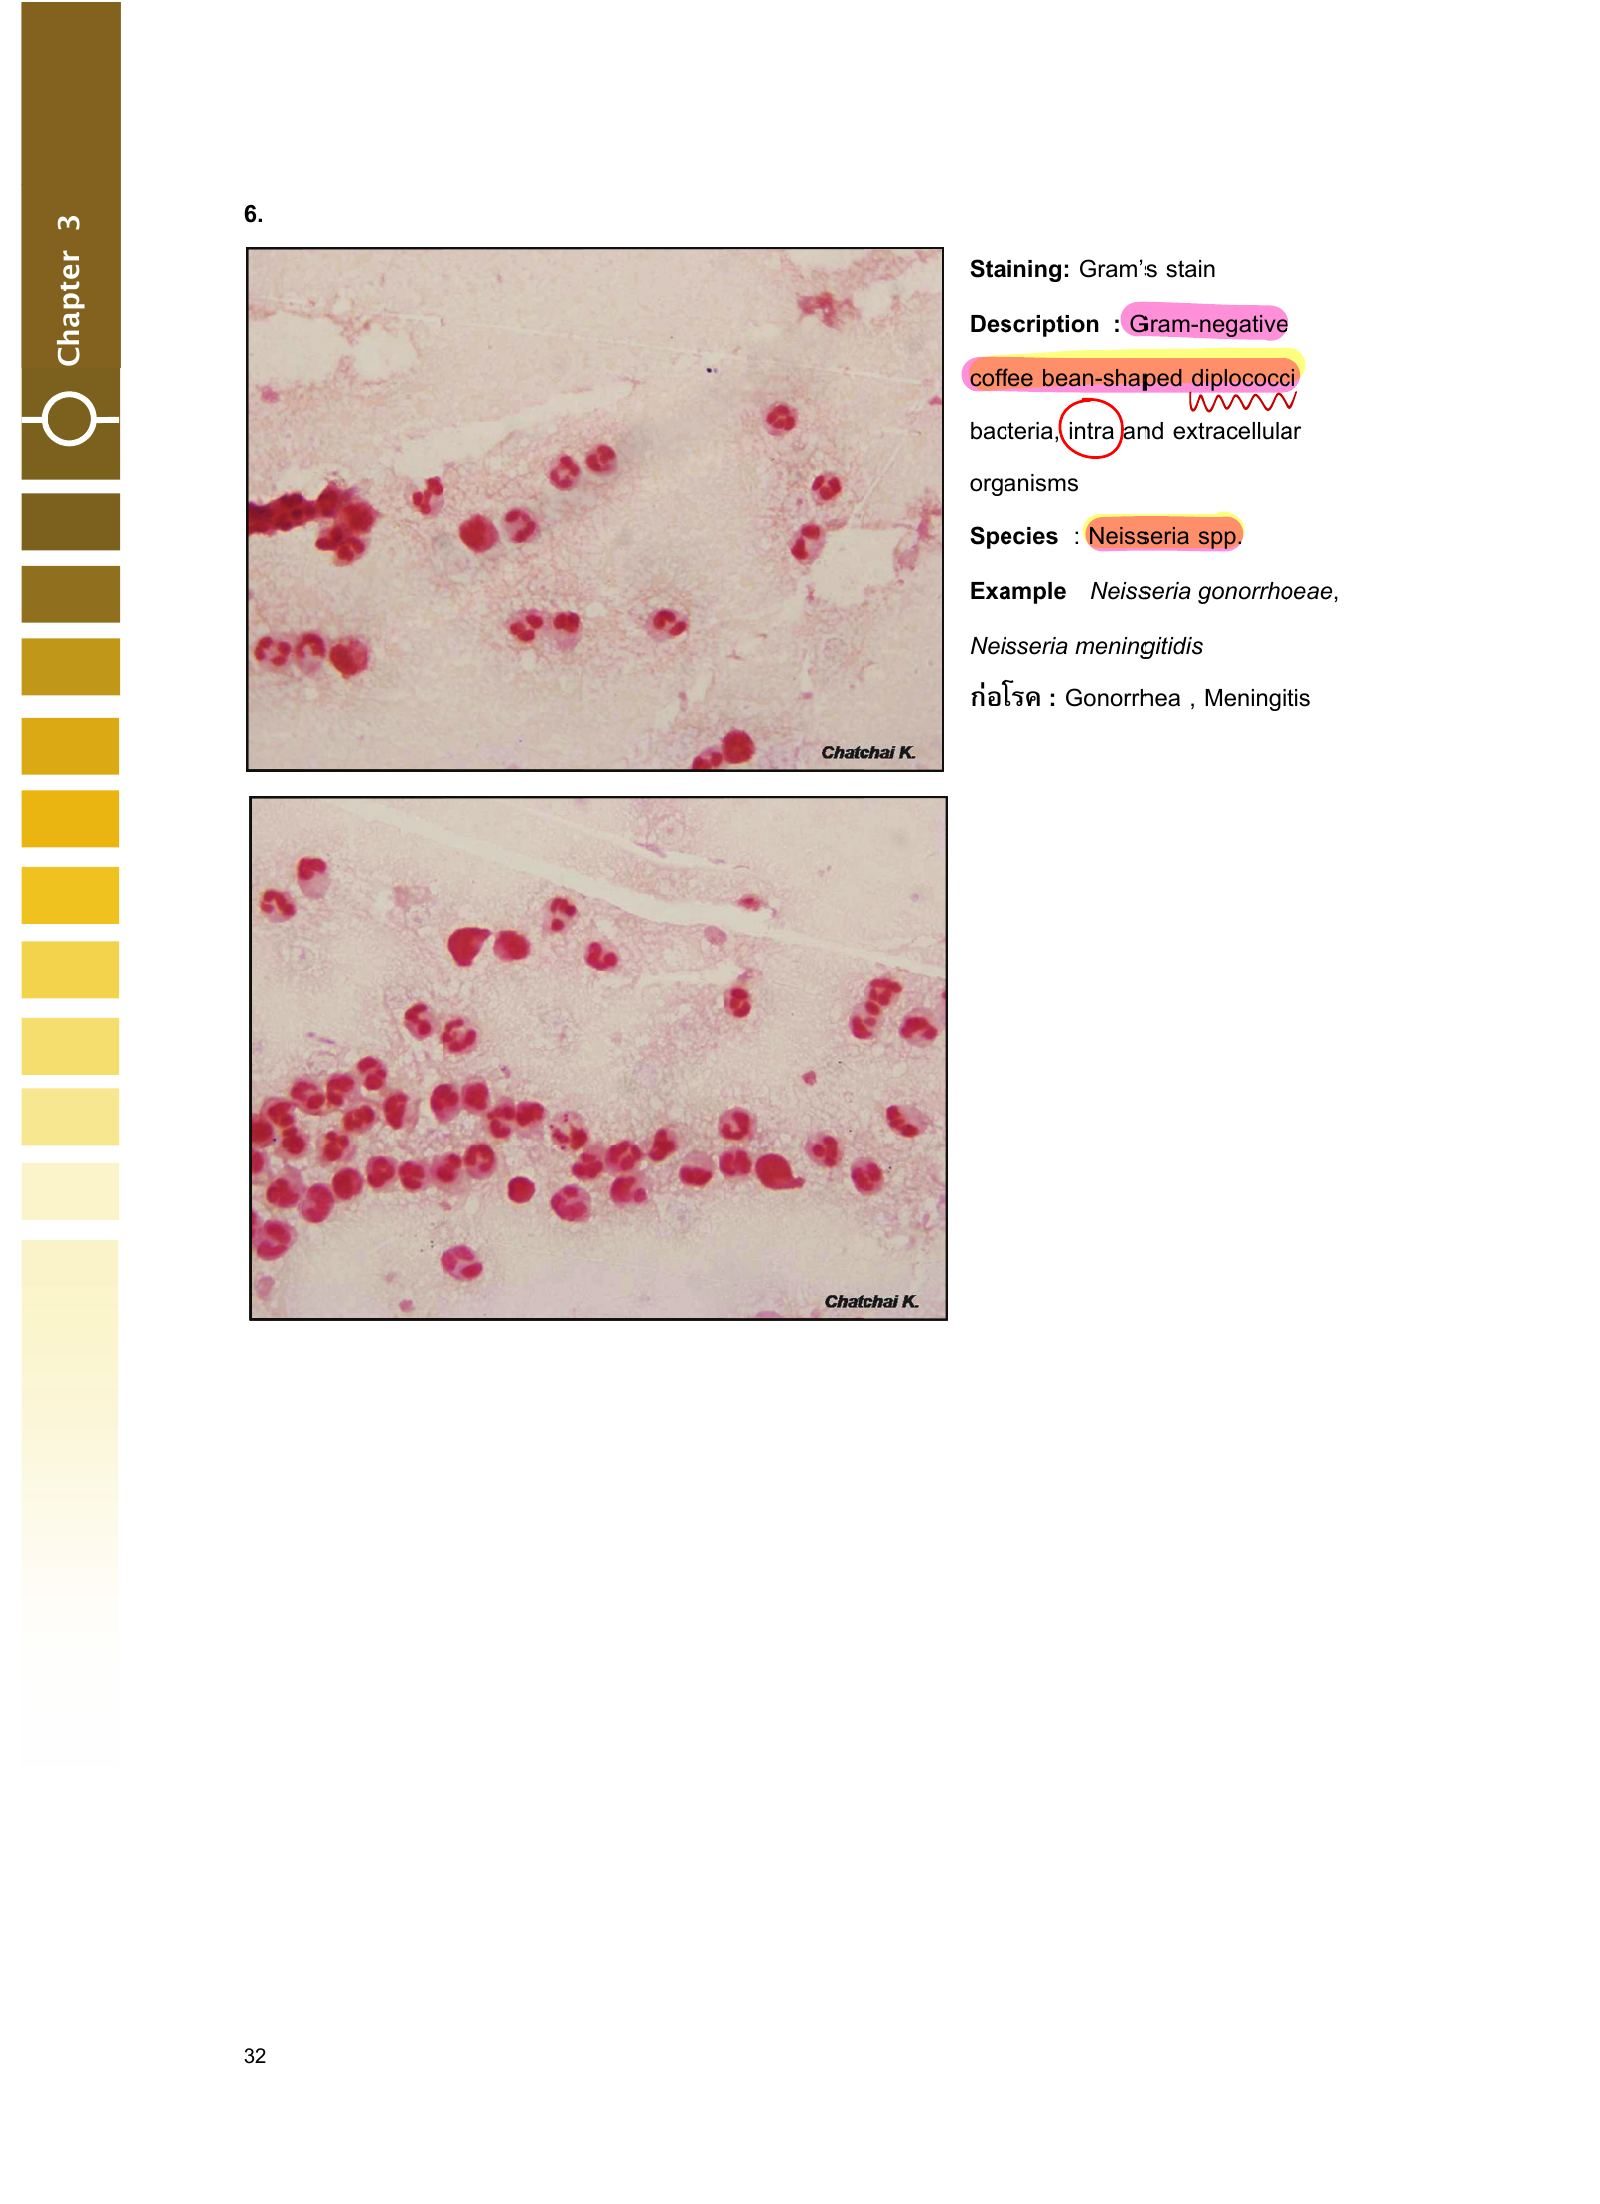 Chapter 3
6.
Staining: Gram's stain
Description : Gram-negative
coffee bean-shaped diplococci
bacteria, intra and extracellular
organisms
Species : Neisseria spp.
Example Neisseria gonorrhoeae,
Neisseria meningitidis
ก่อโรค : Gonorrhea , Meningitis
Chatchai K.
Chatchai K.
32